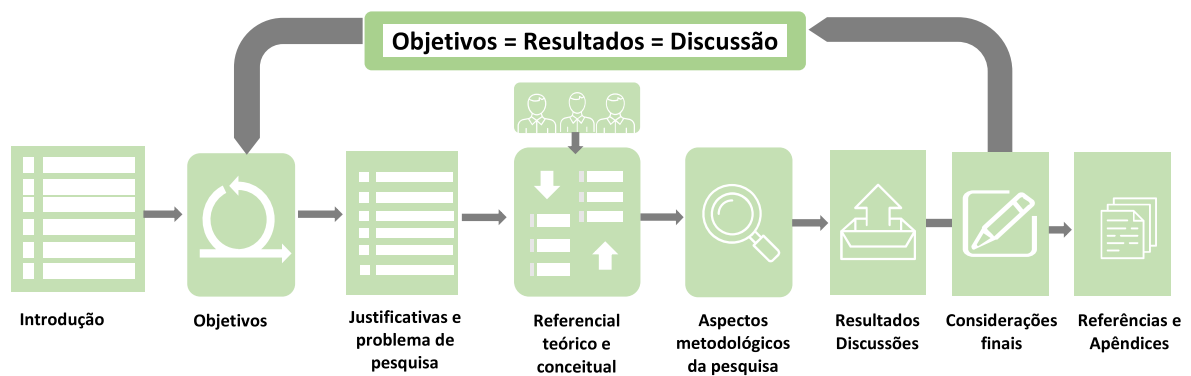 Objetivos = Resultados = Discussão
Introdução
Objetivos
Justificativas e
problema de
pesquisa
Referencial
teórico e
conceitual
Aspectos
metodológicos
da pesquisa
Resultados
Discussões
Considerações
finais
Referências e
Apêndices